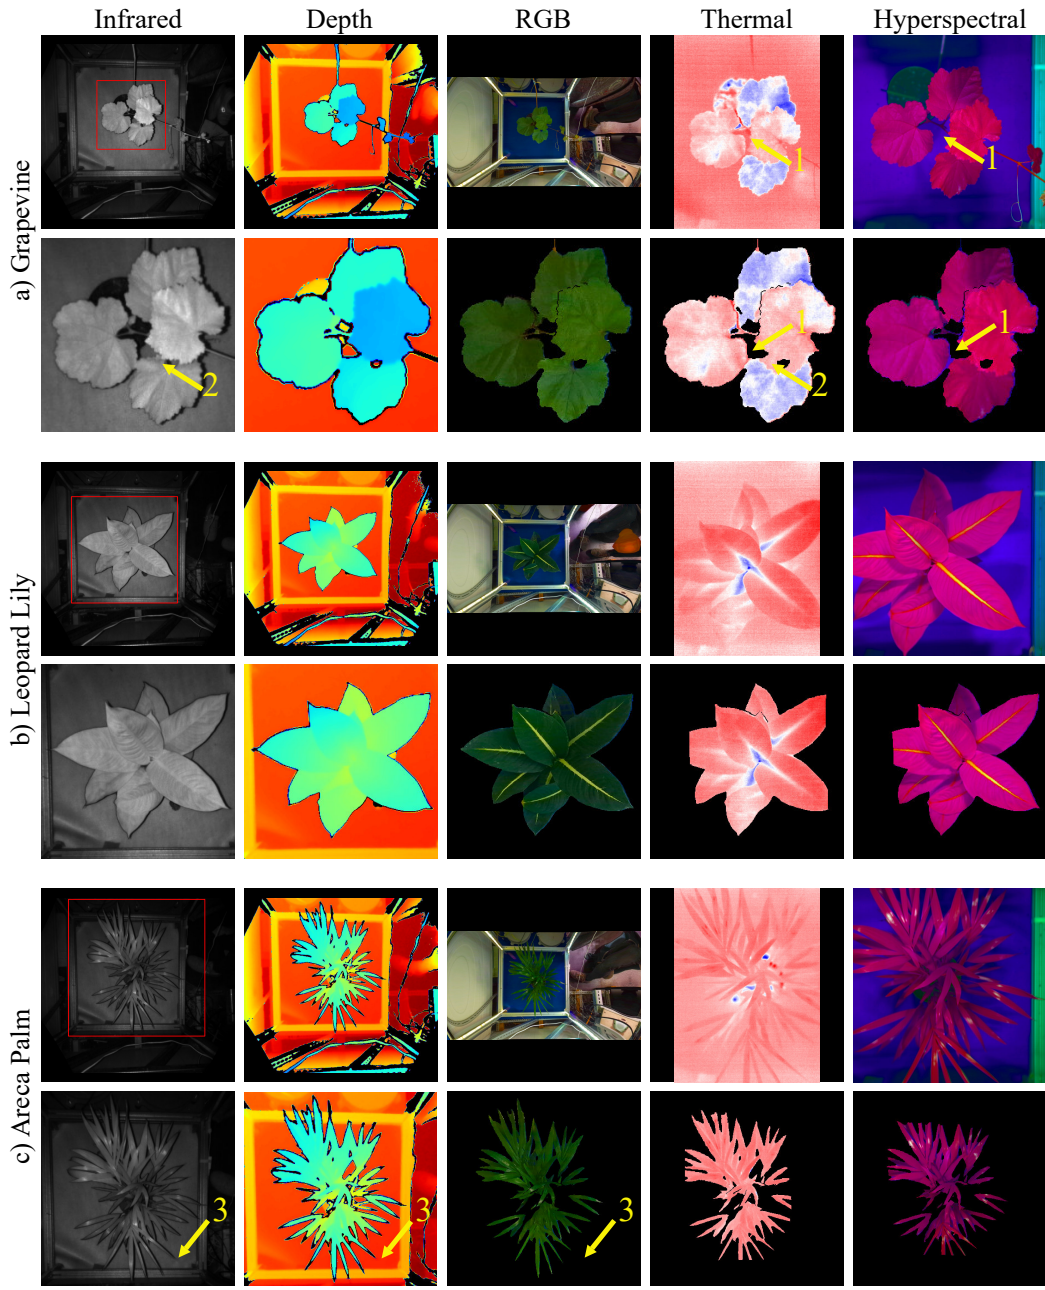 Infrared Depth RGB Thermal Hyperspectral
a) Grapevine
1 1
2 1 2 1
b) Leopard Lily
c) Areca Palm
3 3 3